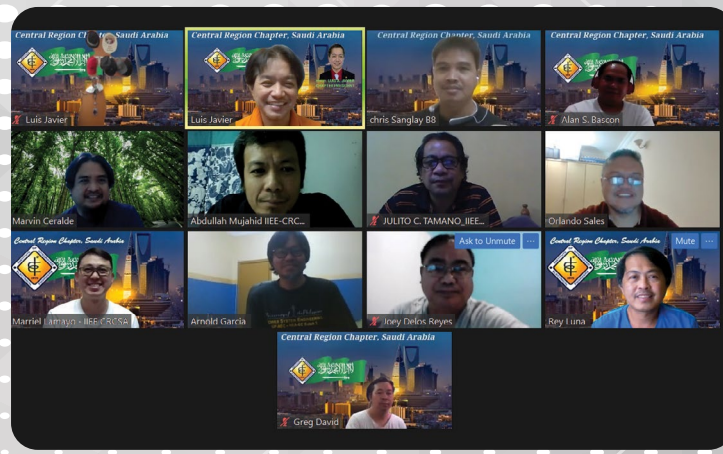 Central Region Chapter, Saudi Arabia
Luis Javier
Central Region Chapter, Saudi Arabia
Luis Javier
Central Region Chapter, Saudi Arabia
chris Sanglay B8
Central Region Chapter, Saudi Arabia
Alan S. Bascon
Marvin Ceralde
Abdullah Mujahid IIEE-CRC...
JULITO C. TAMANO_IIEE...
Orlando Sales
Central Region Chapter, Saudi Arabia
Marriel Lamayo - IIEE CRCSA
Arnold Garcia
Ask to Unmute ...
Joey Delos Reyes
Central Region Chapter, Saudi Arabia
Mute ...
Rey Luna
Central Region Chapter, Saudi Arabia
Greg David